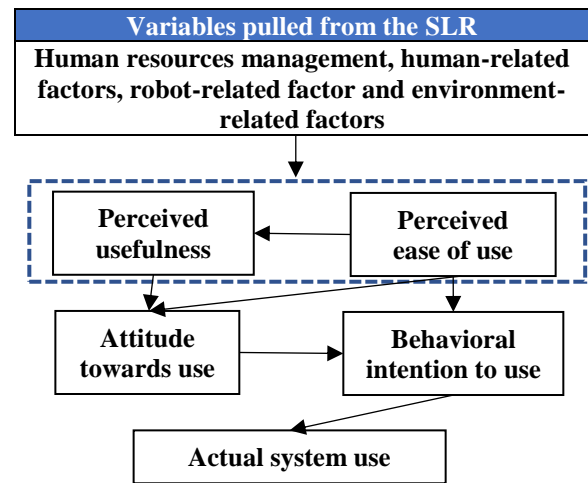 Variables pulled from the SLR
Human resources management, human-related
factors, robot-related factor and environment-
related factors
Perceived
usefulness
Perceived
ease of use
Attitude
towards use
Behavioral
intention to use
Actual system use